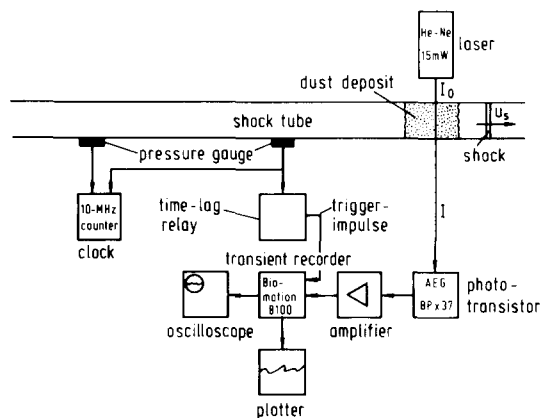 He-Ne
15mW
laser
dust deposit
I₀
shock tube
Uₛ
shock
pressure gauge
I
10-MHz
counter
clock
time-lag
relay
trigger-
impulse
transient recorder
Bio-
mation
8100
oscilloscope
amplifier
AEG
BPx37
photo-
transistor
plotter